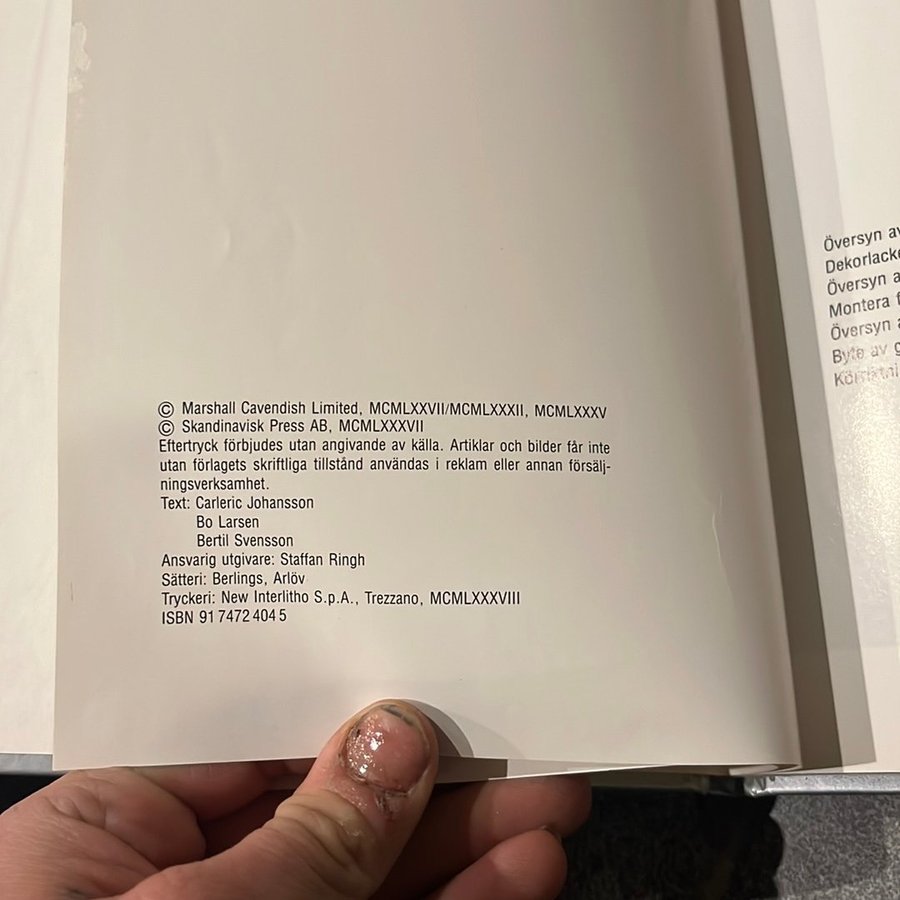 © Marshall Cavendish Limited, MCMLXXVII/MCMLXXXII, MCMLXXXV
© Skandinavisk Press AB, MCMLXXXVII
Eftertryck förbjudes utan angivande av källa. Artiklar och bilder får inte
utan förlagets skriftliga tillstånd användas i reklam eller annan försälj-
ningsverksamhet.
Text: Carleric Johansson
Bo Larsen
Bertil Svensson
Ansvarig utgivare: Staffan Ringh
Sätteri: Berlings, Arlöv
Tryckeri: New Interlitho S.p.A., Trezzano, MCMLXXXVIII
ISBN 91 7472 404 5
Översyn av
Översyn
Montera
Översyn
Byte av